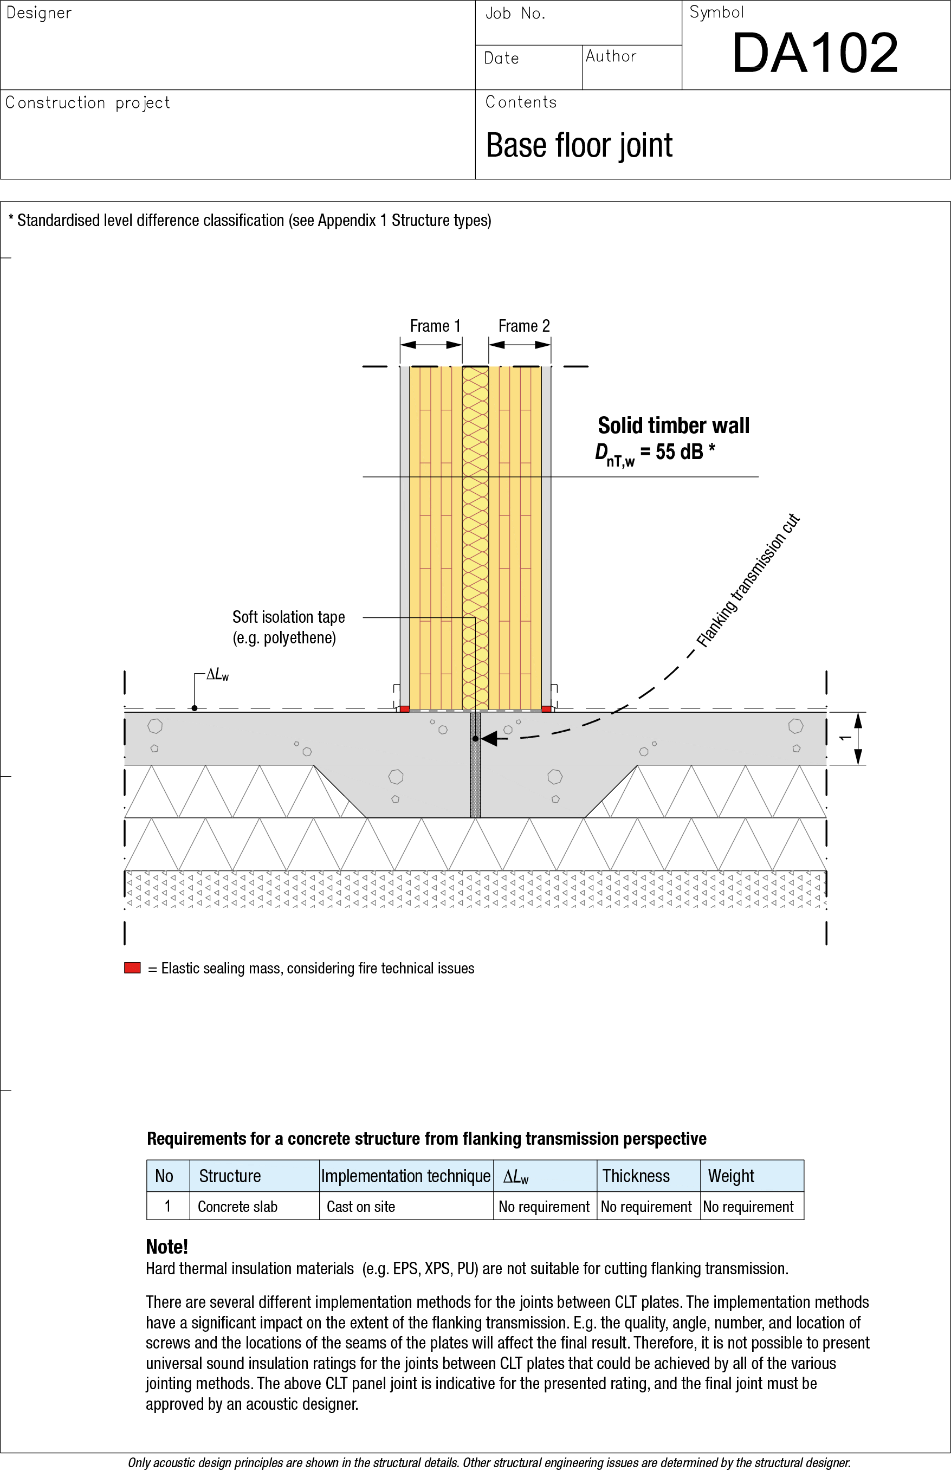 Designer
Job No.
Symbol
DA102
Date
Author
Construction project
Contents
Base floor joint
* Standardised level difference classification (see Appendix 1 Structure types)
Frame 1
Frame 2
Solid timber wall
DnT,w = 55 dB *
Flanking transmission cut
Soft isolation tape
(e.g. polyethene)
ΔLw
1
= Elastic sealing mass, considering fire technical issues
Requirements for a concrete structure from flanking transmission perspective
No Structure Implementation technique ΔLw Thickness Weight
1 Concrete slab Cast on site No requirement No requirement No requirement
Note!
Hard thermal insulation materials (e.g. EPS, XPS, PU) are not suitable for cutting flanking transmission.
There are several different implementation methods for the joints between CLT plates. The implementation methods
have a significant impact on the extent of the flanking transmission. E.g. the quality, angle, number, and location of
screws and the locations of the seams of the plates will affect the final result. Therefore, it is not possible to present
universal sound insulation ratings for the joints between CLT plates that could be achieved by all of the various
jointing methods. The above CLT panel joint is indicative for the presented rating, and the final joint must be
approved by an acoustic designer.
Only acoustic design principles are shown in the structural details. Other structural engineering issues are determined by the structural designer.